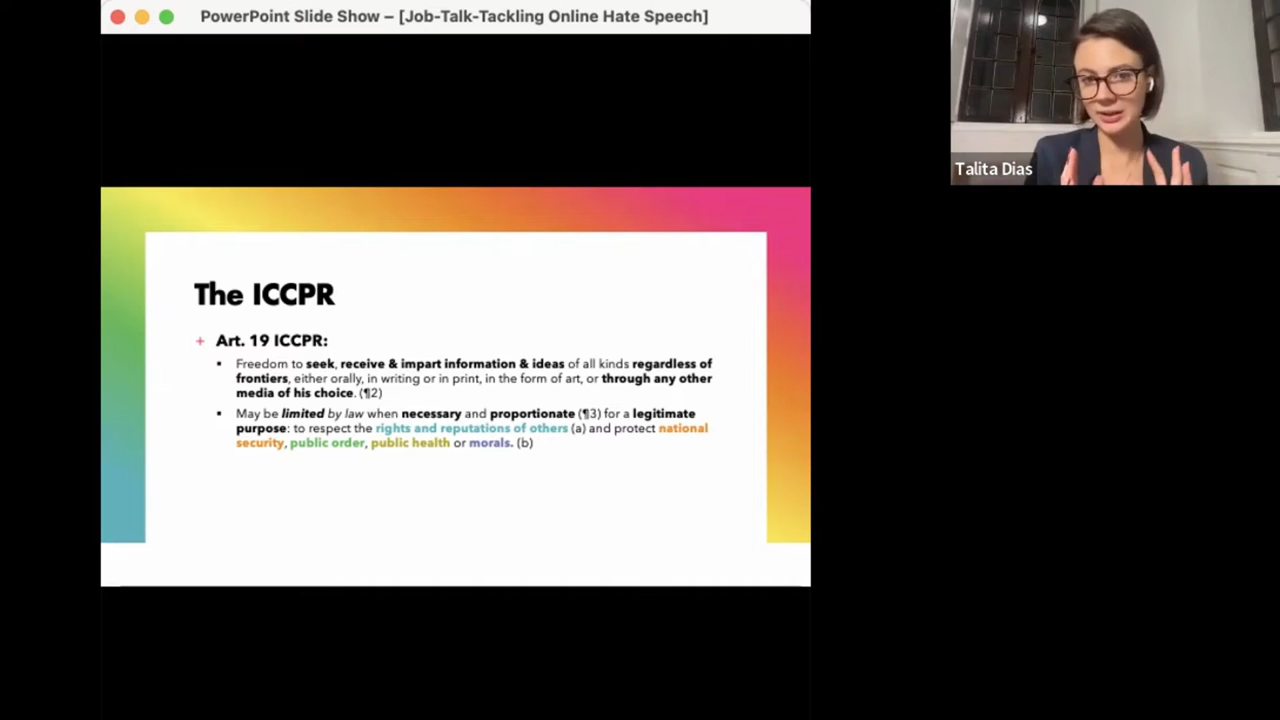 PowerPoint Slide Show – [Job-Talk-Tackling Online Hate Speech]
Talita Dias
The ICCPR
+ Art. 19 ICCPR:
▪ Freedom to seek, receive & impart information & ideas of all kinds regardless of
frontiers, either orally, in writing or in print, in the form of art, or through any other
media of his choice. (¶2)
▪ May be limited by law when necessary and proportionate (¶3) for a legitimate
purpose: to respect the rights and reputations of others (a) and protect national
security, public order, public health or morals. (b)